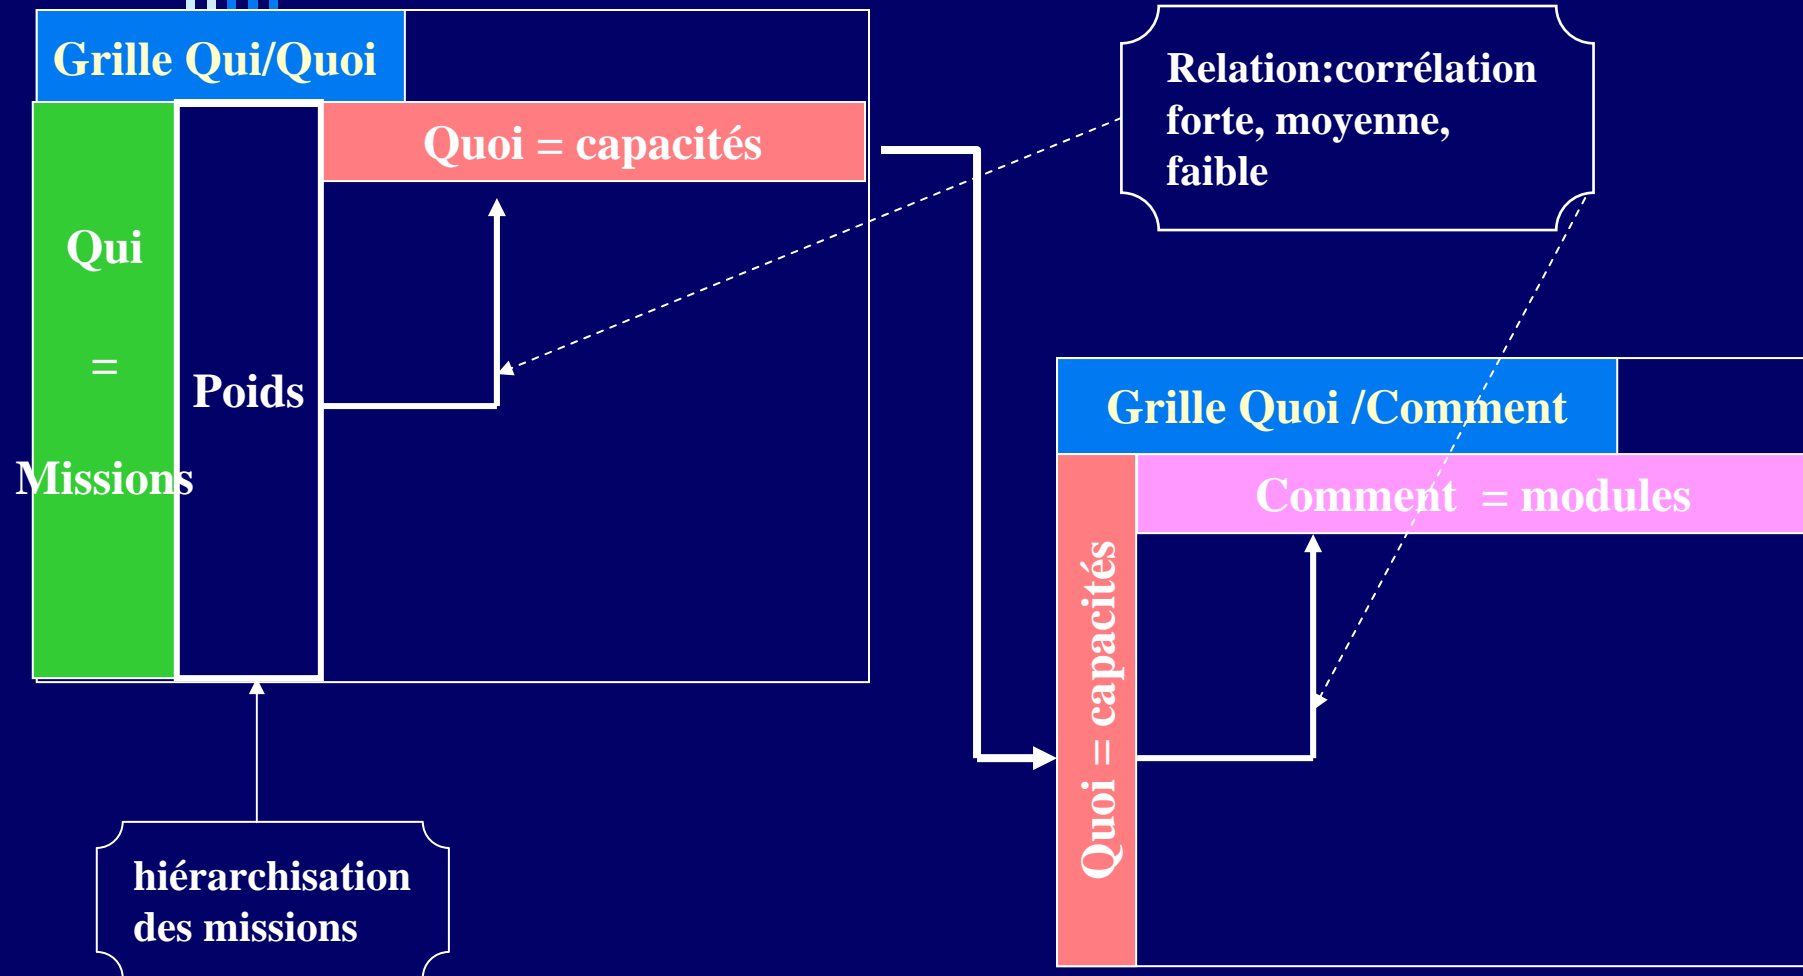 Grille Qui/Quoi
Quoi = capacités
Qui
=
Missions
Poids
hiérarchisation
des missions
Relation:corrélation
forte, moyenne,
faible
Grille Quoi /Comment
Comment  = modules
Quoi = capacités